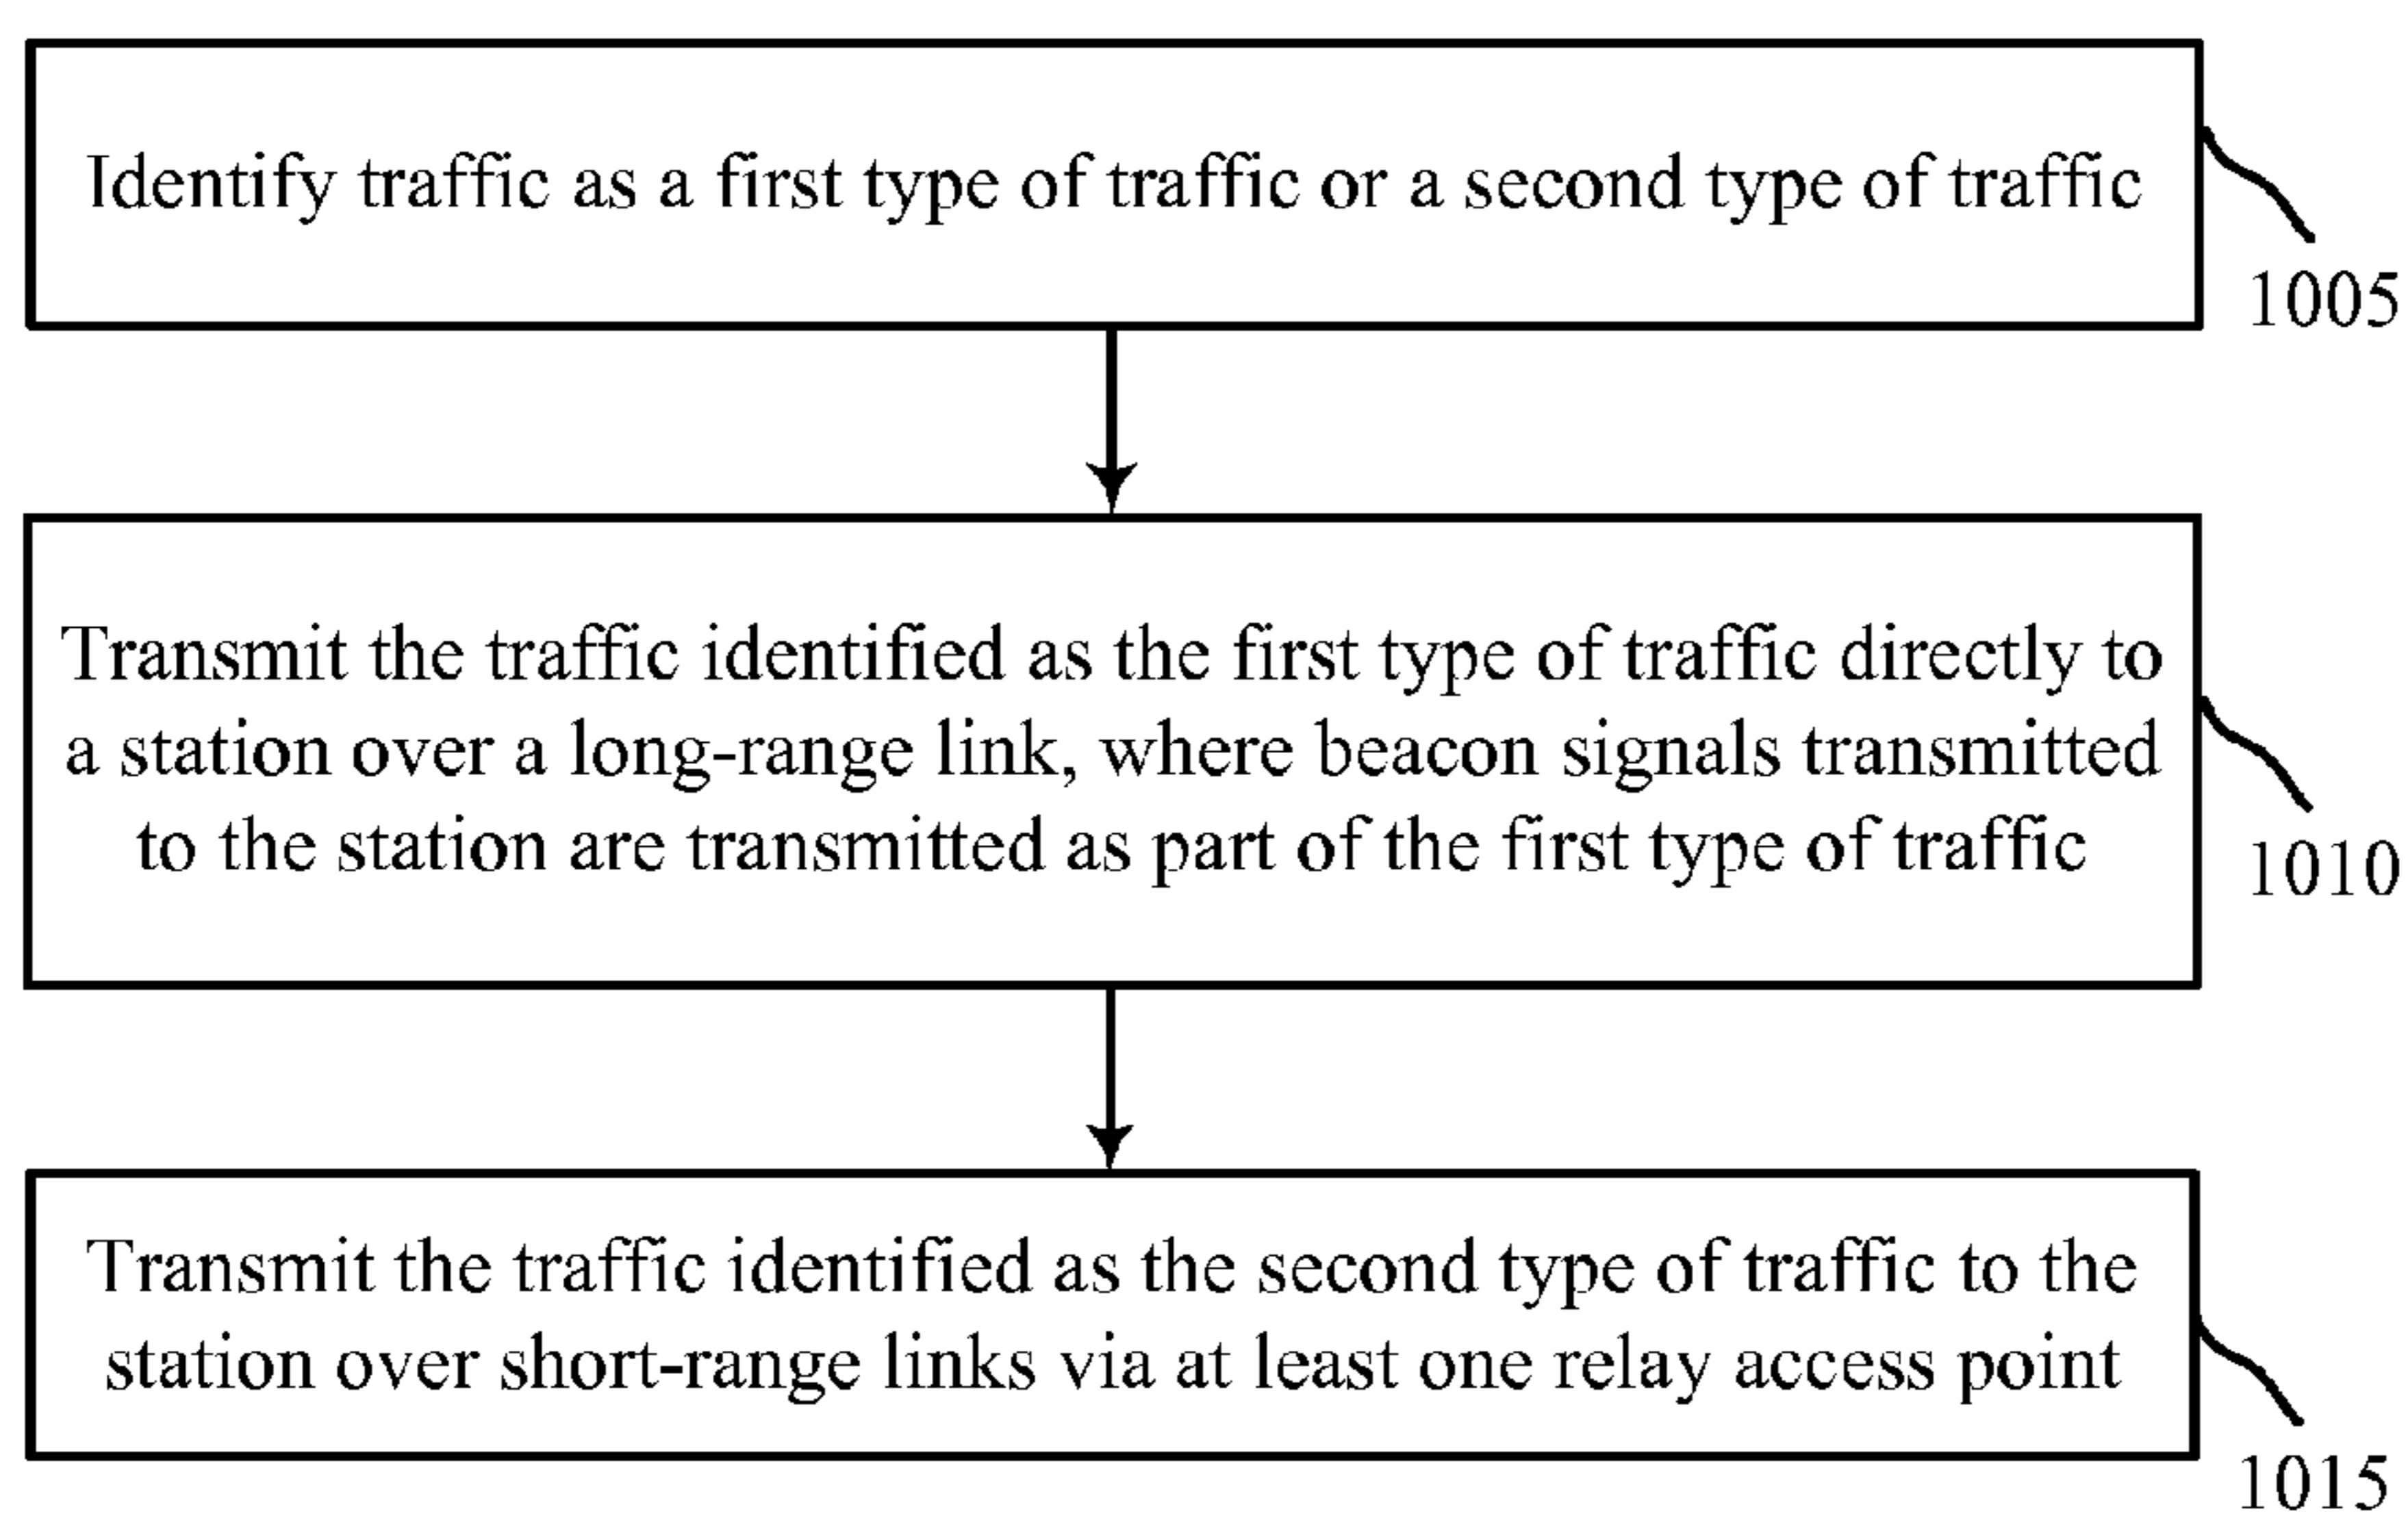 Identify traffic as a first type of traffic or a second type of traffic
1005
Transmit the traffic identified as the first type of traffic directly to
a station over a long-range link, where beacon signals transmitted
to the station are transmitted as part of the first type of traffic
1010
Transmit the traffic identified as the second type of traffic to the
station over short-range links via at least one relay access point
1015